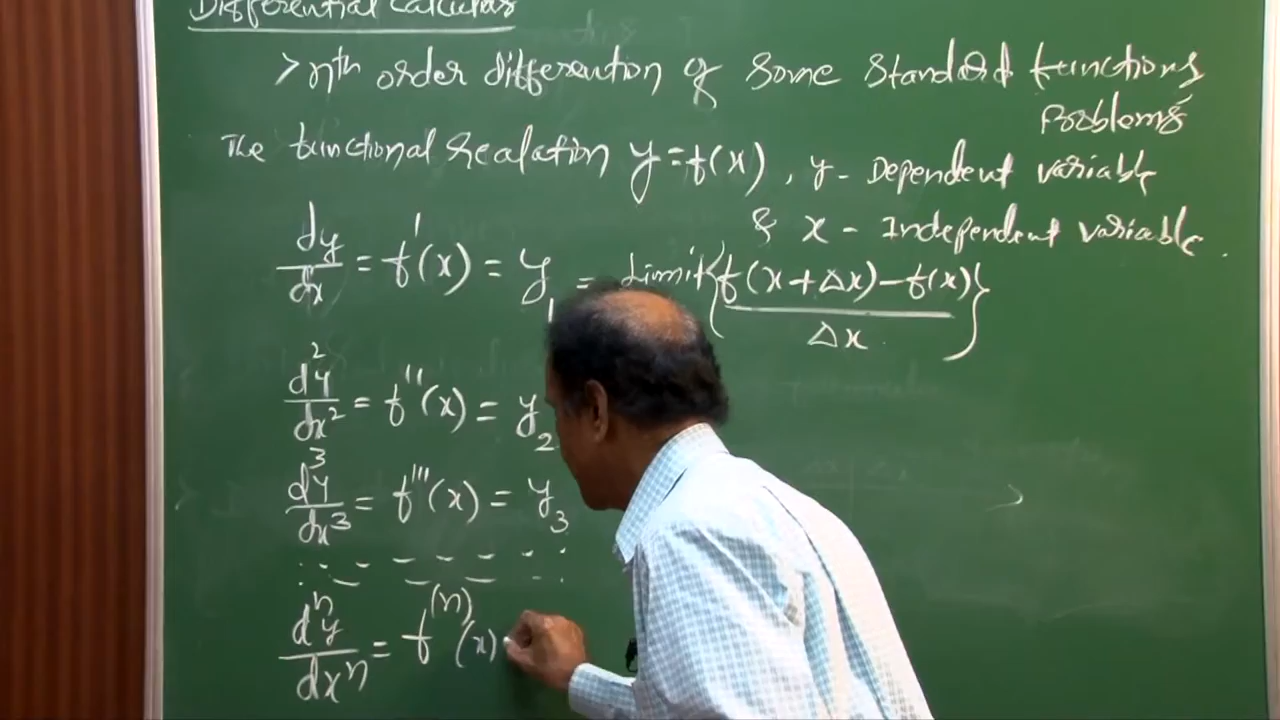 Differential Calculus
> nth order differention of Some Standard functions
Problems
The functional Realation y = f(x), y - Dependent variable
& x - Independent variable.
dy/dx = f'(x) = y₁ = Limit { f(x+Δx) - f(x) / Δx }
d²y/dx² = f''(x) = y₂
d³y/dx³ = f'''(x) = y₃
dⁿy/dxⁿ = f⁽ⁿ⁾(x)